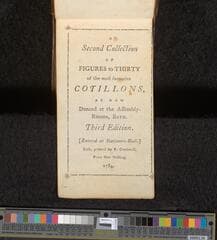 A
Second Collection
OF
FIGURES to THIRTY
of the most favourite
COTILLONS,
AS NOW
Danced at the Assembly-
Rooms, BATH.
Third Edition.
[Entered at Stationers-Hall.]
Bath, printed by R. Cruttwell,
Price One Shilling.
1784.